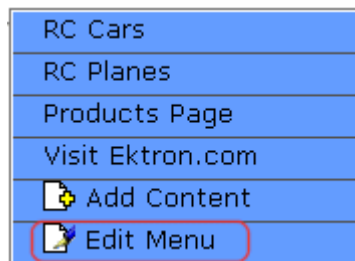 RC Cars
RC Planes
Products Page
Visit Ektron.com
Add Content
Edit Menu